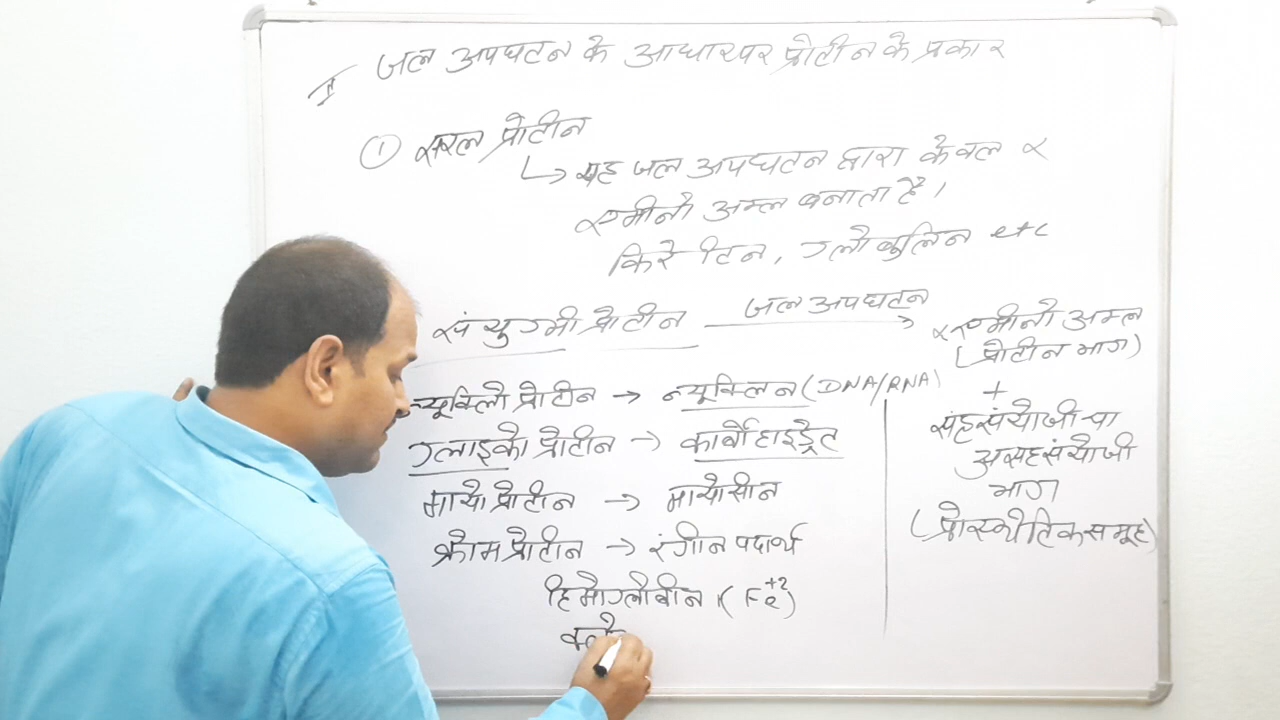 जल अपघटन के आधार पर प्रोटीन के प्रकार
① सरल प्रोटीन
↳ यह जल अपघटन द्वारा केवल α
एमीनो अम्ल बनाता है।
किरेटिन, ग्लोबुलिन etc
संयुग्मी प्रोटीन जल अपघटन → α एमीनो अम्ल
(प्रोटीन भाग)
+
सहसंयोजी या
असहसंयोजी
भाग
(प्रोस्थेटिक समूह)
न्यूक्लिो प्रोटीन → न्यूक्लिन (DNA/RNA)
ग्लाइको प्रोटीन → कार्बोहाइड्रेट
मायो प्रोटीन → मायोसीन
क्रोम प्रोटीन → रंगीन पदार्थ
हिमोग्लोबीन (Fe+2)
क्लो